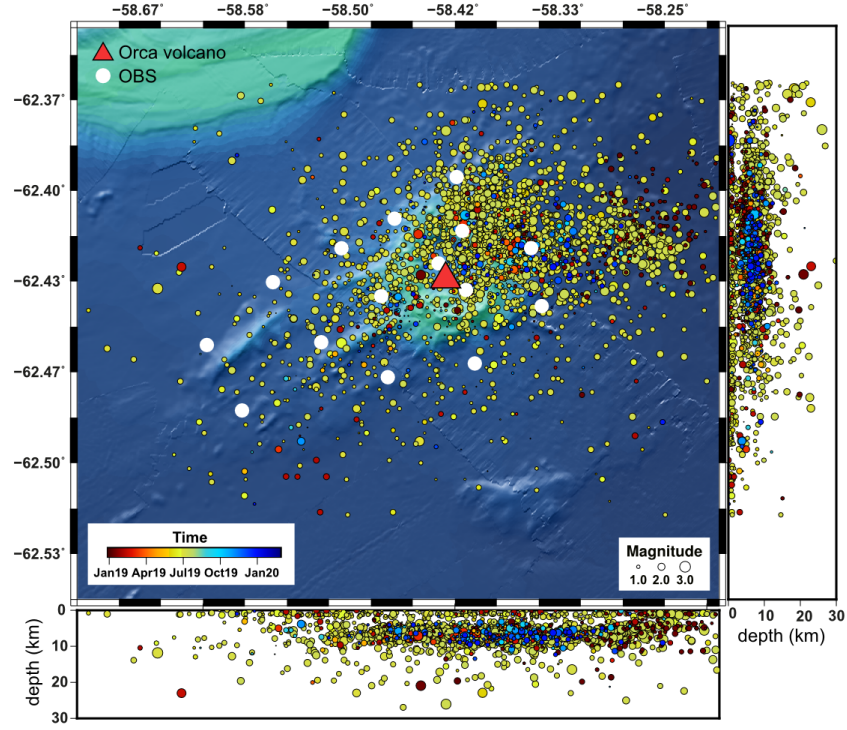 −58.67 −58.58 −58.50 −58.42 −58.33 −58.25
Orca volcano
OBS
−62.37°
−62.40°
−62.43°
−62.47°
−62.50°
−62.53°
Time
Jan19 Apr19 Jul19 Oct19 Jan20
Magnitude
1.0 2.0 3.0
0 10 20 30
depth (km)
0
10
20
30
depth (km)